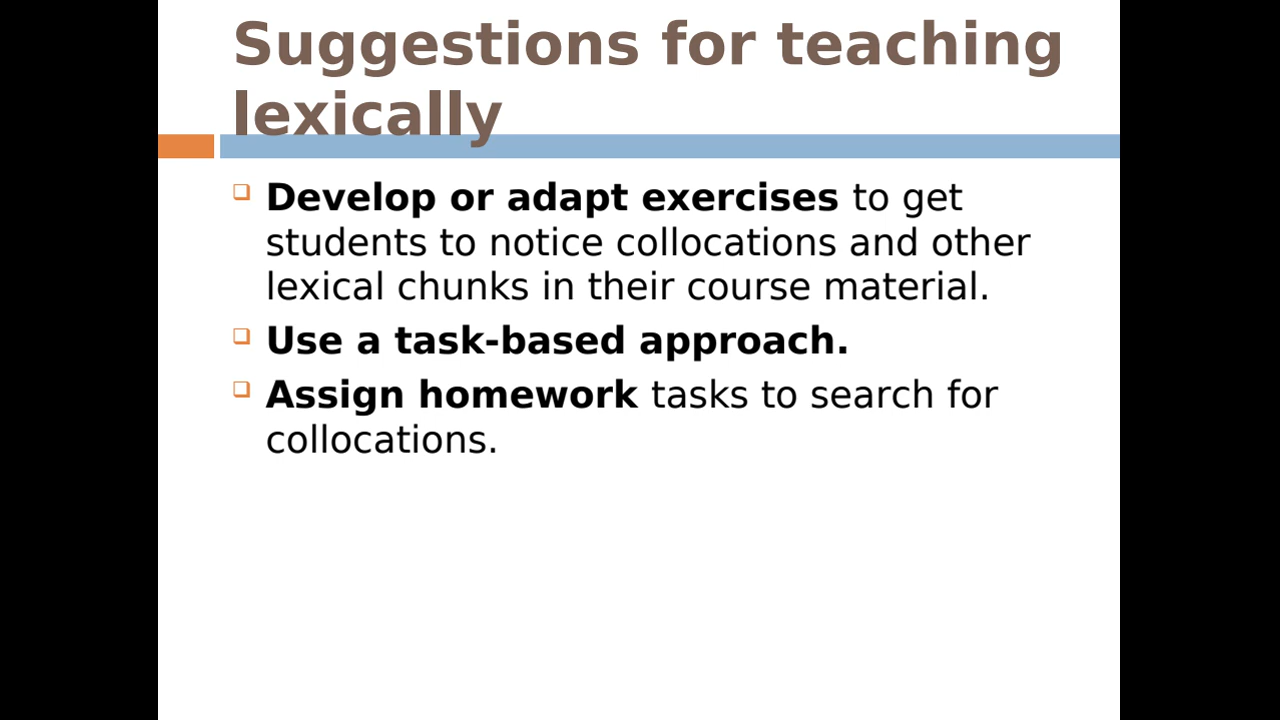 Suggestions for teaching
lexically
Develop or adapt exercises to get
students to notice collocations and other
lexical chunks in their course material.
Use a task-based approach.
Assign homework tasks to search for
collocations.